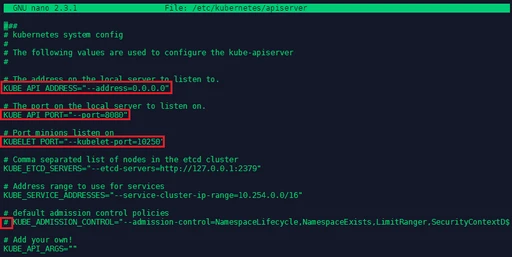 GNU nano 2.3.1 File: /etc/kubernetes/apiserver
###
# kubernetes system config
#
# The following values are used to configure the kube-apiserver
#
# The address on the local server to listen to.
KUBE_API_ADDRESS="--address=0.0.0.0"
# The port on the local server to listen on.
KUBE_API_PORT="--port=8080"
# Port minions listen on
KUBELET_PORT="--kubelet-port=10250"
# Comma separated list of nodes in the etcd cluster
KUBE_ETCD_SERVERS="--etcd-servers=http://127.0.0.1:2379"
# Address range to use for services
KUBE_SERVICE_ADDRESSES="--service-cluster-ip-range=10.254.0.0/16"
# default admission control policies
# KUBE_ADMISSION_CONTROL="--admission-control=NamespaceLifecycle,NamespaceExists,LimitRanger,SecurityContextD$
# Add your own!
KUBE_API_ARGS=""